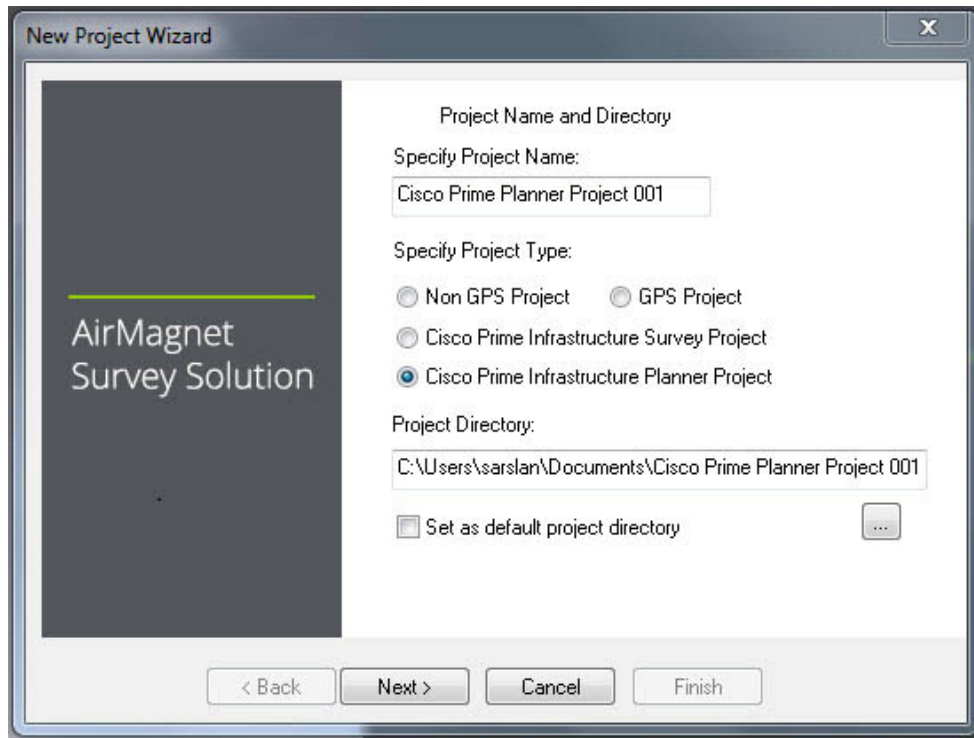 New Project Wizard
X
AirMagnet
Survey Solution
Project Name and Directory
Specify Project Name:
Cisco Prime Planner Project 001
Specify Project Type:
Non GPS Project
GPS Project
Cisco Prime Infrastructure Survey Project
Cisco Prime Infrastructure Planner Project
Project Directory:
C:\Users\sarslan\Documents\Cisco Prime Planner Project 001
Set as default project directory
...
< Back
Next >
Cancel
Finish